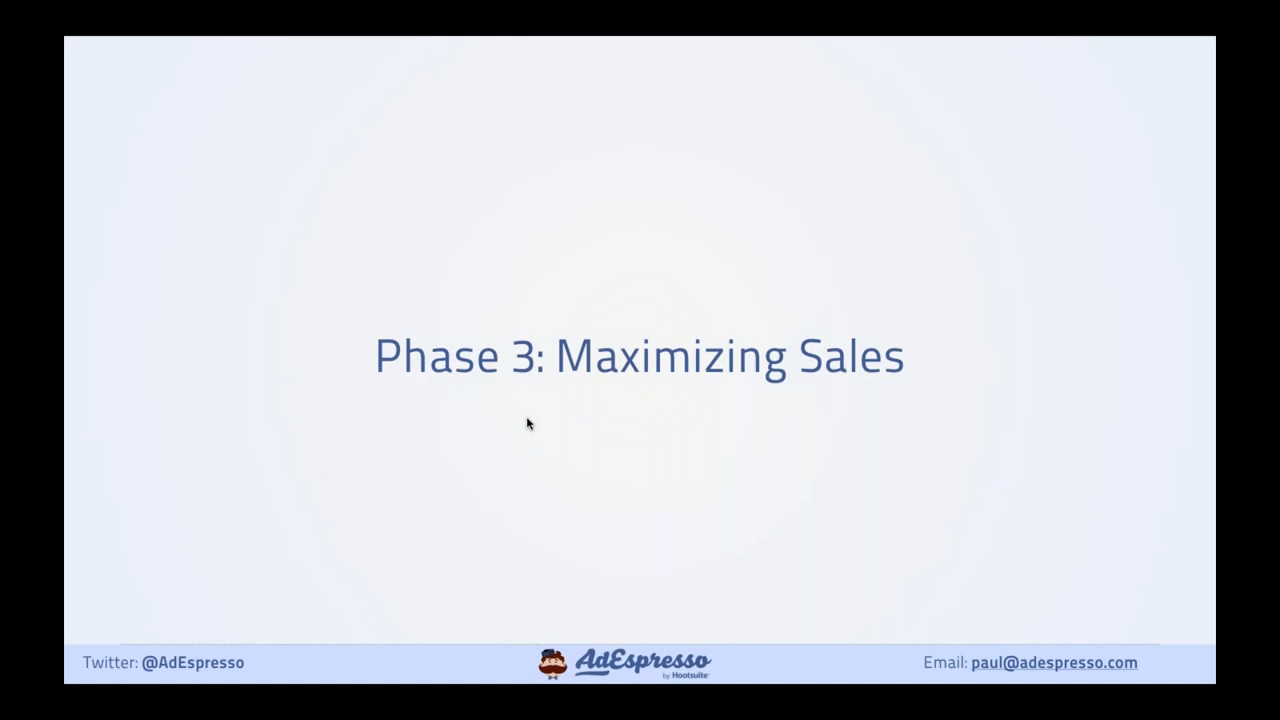 Phase 3: Maximizing Sales
Twitter: @AdEspresso
AdEspresso
by Hootsuite
Email: paul@adespresso.com